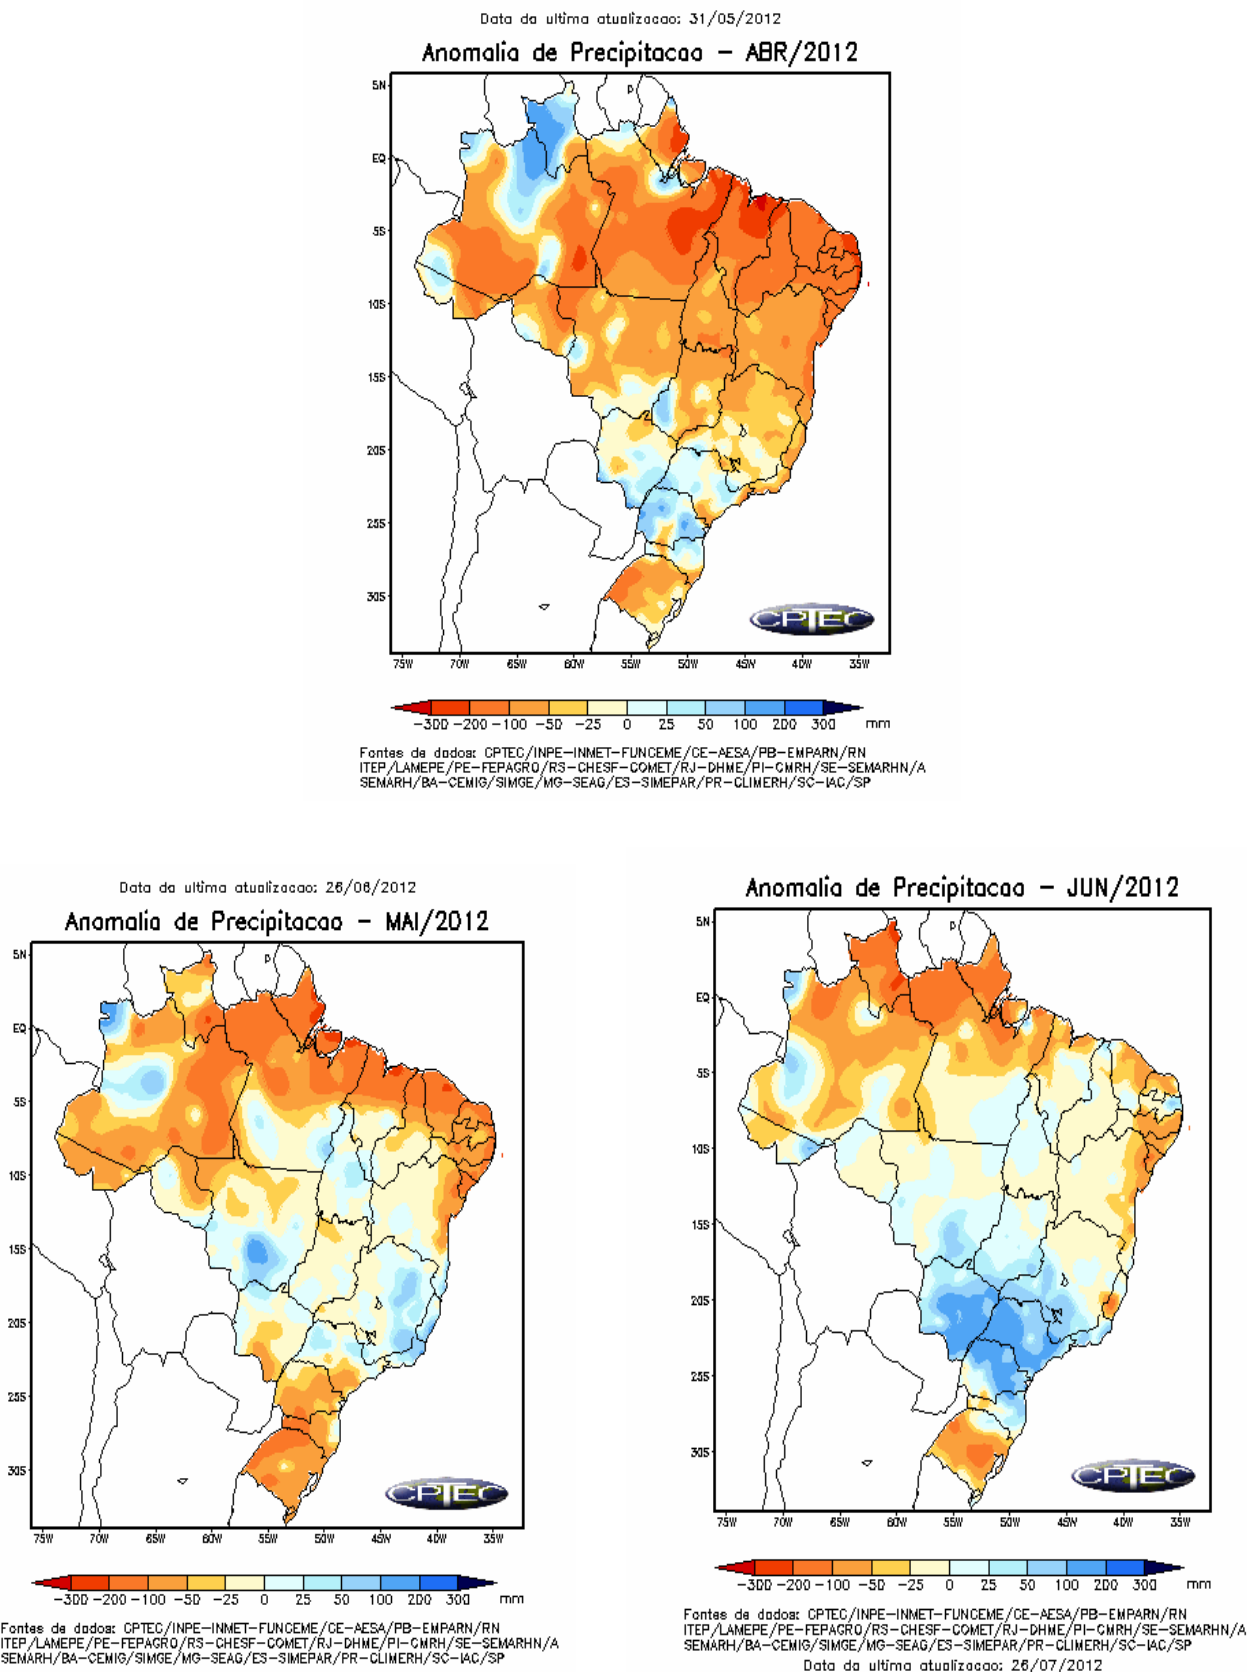 Data da ultima atualizacao: 31/05/2012
Anomalia de Precipitacao – ABR/2012
5N
EQ
5S
10S
15S
20S
25S
30S
75W 70W 65W 60W 55W 50W 45W 40W 35W
CPTEC
-300 -200 -100 -50 -25 0 25 50 100 200 300 mm
Fontes de dados: CPTEC/INPE-INMET-FUNCEME/CE-AESA/PB-EMPARN/RN
ITEP/LAMEPE/PE-FEPAGRO/RS-CHESF-COMET/RJ-DHME/PI-CMRH/SE-SEMARHN/A
SEMARH/BA-CEMIG/SIMGE/MG-SEAG/ES-SIMEPAR/PR-CLIMERH/SC-IAC/SP
Data da ultima atualizacao: 26/06/2012
Anomalia de Precipitacao – MAI/2012
5N
EQ
5S
10S
15S
20S
25S
30S
75W 70W 65W 60W 55W 50W 45W 40W 35W
CPTEC
-300 -200 -100 -50 -25 0 25 50 100 200 300 mm
Fontes de dados: CPTEC/INPE-INMET-FUNCEME/CE-AESA/PB-EMPARN/RN
ITEP/LAMEPE/PE-FEPAGRO/RS-CHESF-COMET/RJ-DHME/PI-CMRH/SE-SEMARHN/A
SEMARH/BA-CEMIG/SIMGE/MG-SEAG/ES-SIMEPAR/PR-CLIMERH/SC-IAC/SP
Anomalia de Precipitacao – JUN/2012
5N
EQ
5S
10S
15S
20S
25S
30S
75W 70W 65W 60W 55W 50W 45W 40W 35W
CPTEC
-300 -200 -100 -50 -25 0 25 50 100 200 300 mm
Fontes de dados: CPTEC/INPE-INMET-FUNCEME/CE-AESA/PB-EMPARN/RN
ITEP/LAMEPE/PE-FEPAGRO/RS-CHESF-COMET/RJ-DHME/PI-CMRH/SE-SEMARHN/A
SEMARH/BA-CEMIG/SIMGE/MG-SEAG/ES-SIMEPAR/PR-CLIMERH/SC-IAC/SP
Data da ultima atualizacao: 26/07/2012